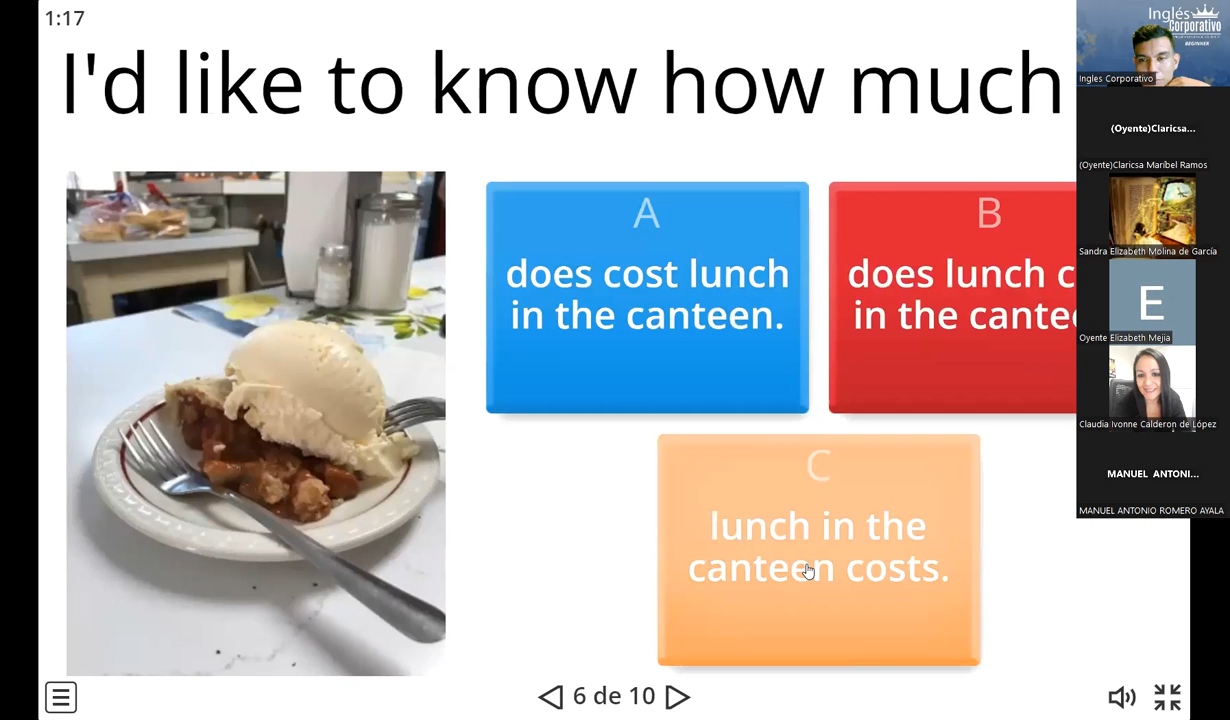 1:17
I'd like to know how much
A
does cost lunch
in the canteen.
B
does lunch c
in the cante
C
lunch in the
canteen costs.
6 de 10
Inglés
Corporativo
BEGINNER
Ingles Corporativo
(Oyente)Claricsa...
(Oyente)Claricsa Maribel Ramos
Sandra Elizabeth Molina de García
E
Oyente Elizabeth Mejia
Claudia Ivonne Calderon de López
MANUEL ANTONI...
MANUEL ANTONIO ROMERO AYALA